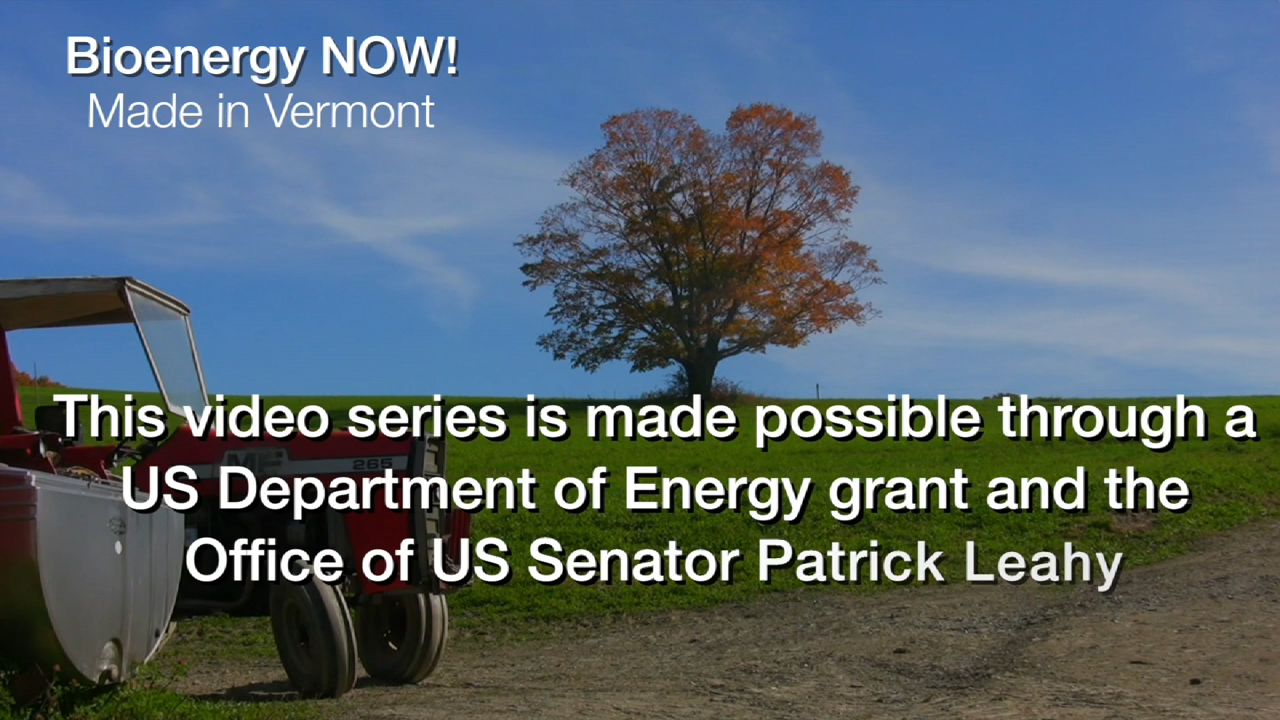 Bioenergy NOW!
Made in Vermont
This video series is made possible through a
MF 265
US Department of Energy grant and the
Office of US Senator Patrick Leahy